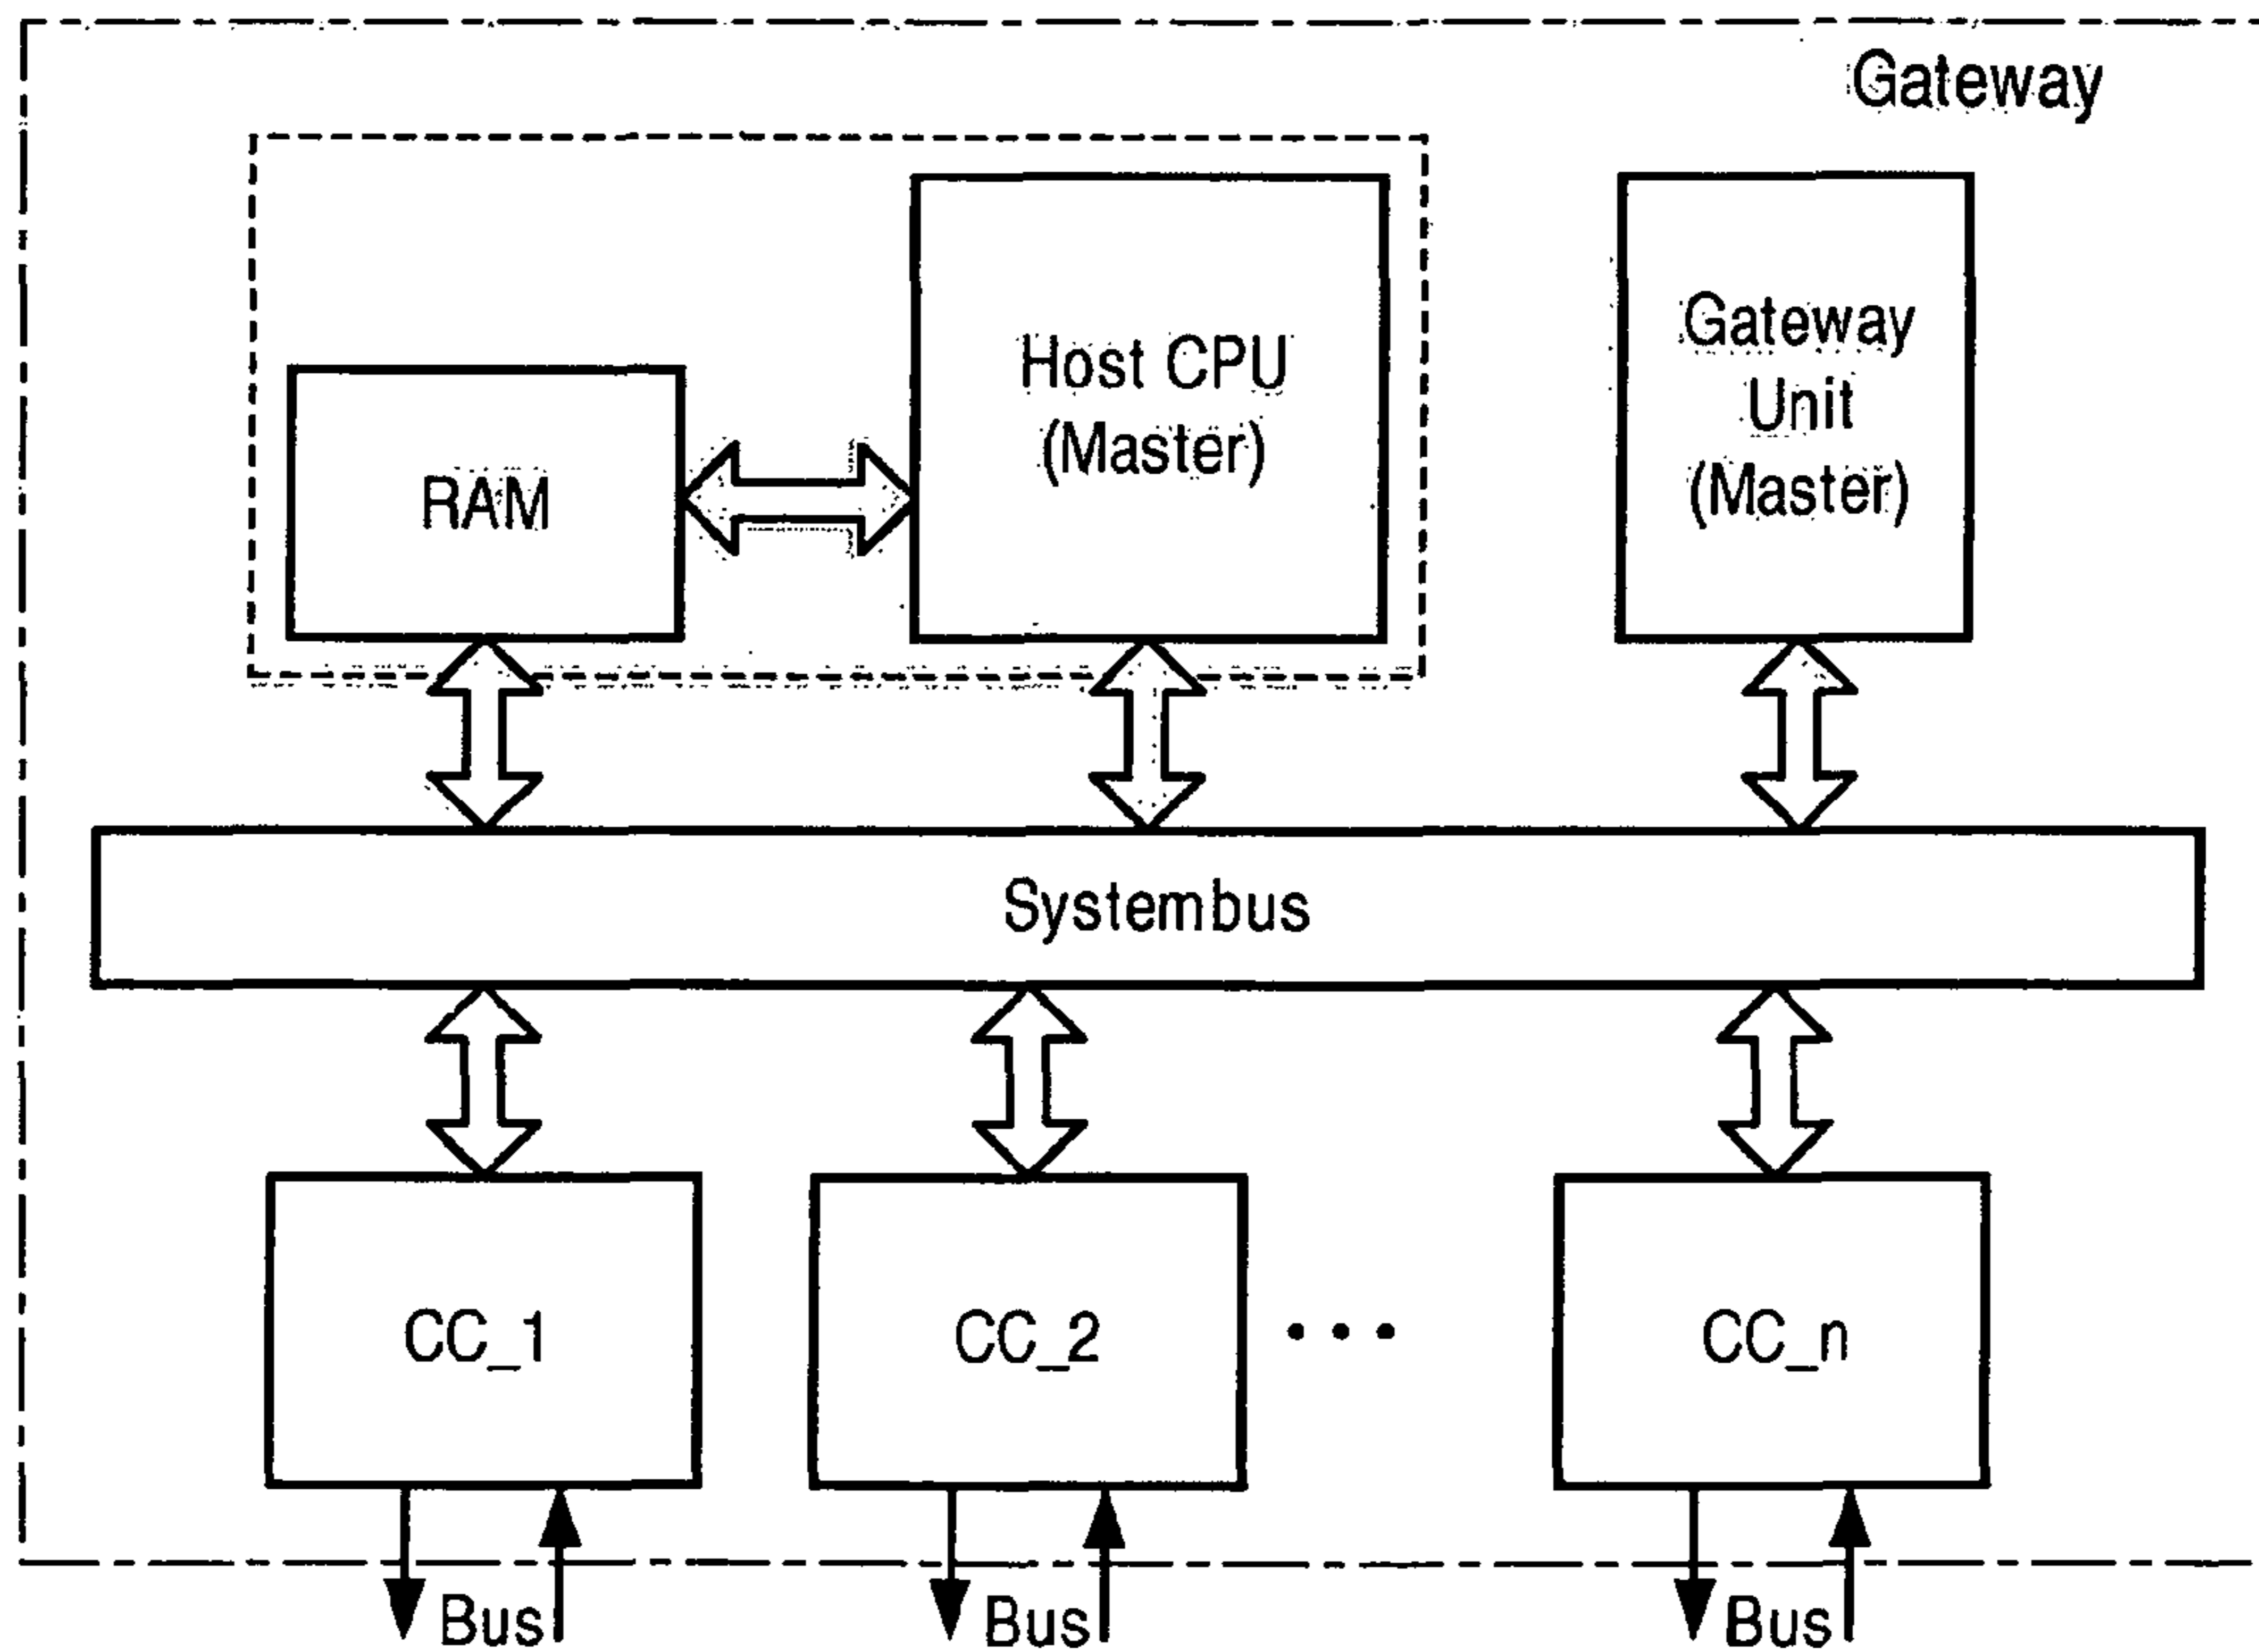 Gateway
Host CPU
(Master)
Gateway
Unit
(Master)
RAM
Systembus
CC_1
CC_2
CC_n
Bus
Bus
Bus